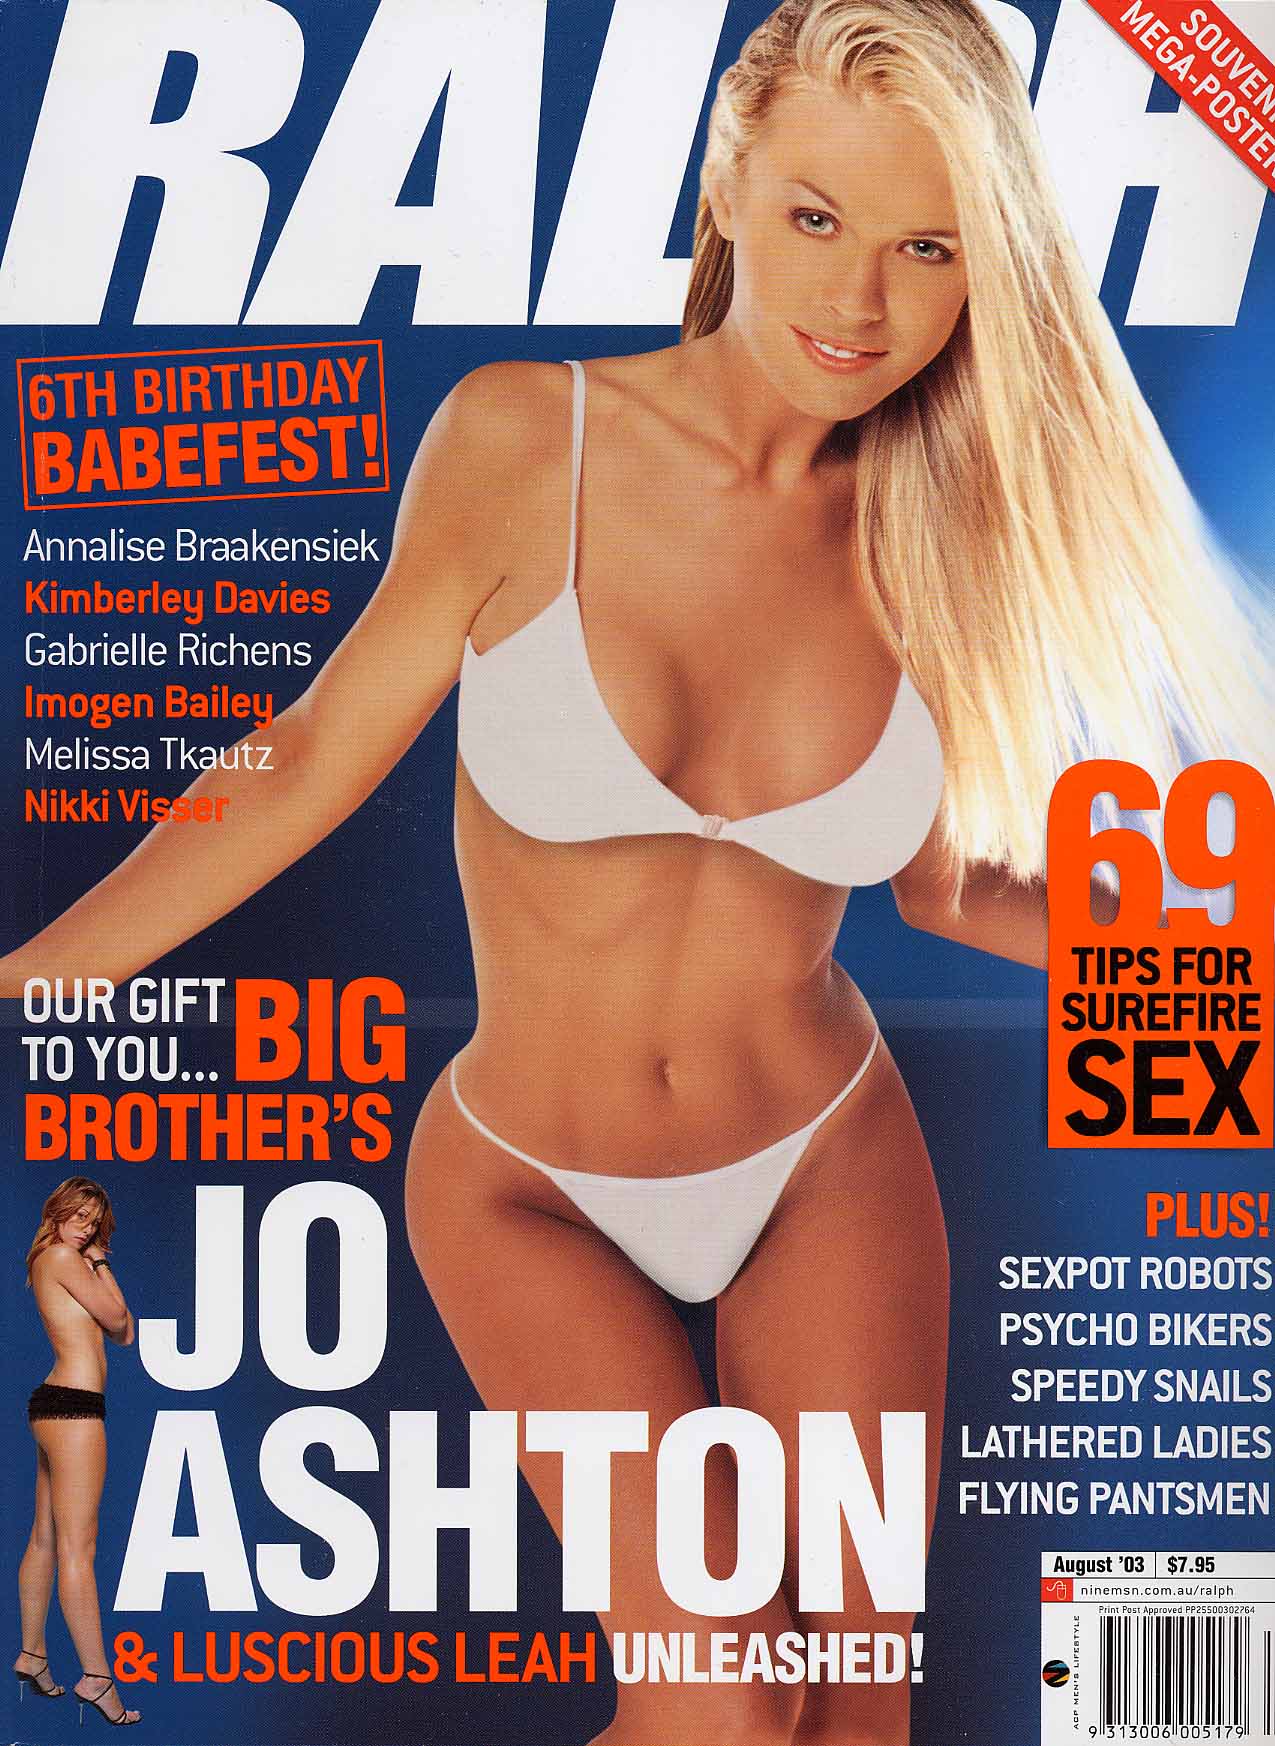 RALPH
SOUVENIR
MEGA-POSTER
6TH BIRTHDAY
BABEFEST!
Annalise Braakensiek
Kimberley Davies
Gabrielle Richens
Imogen Bailey
Melissa Tkautz
Nikki Visser
69
TIPS FOR
SUREFIRE
SEX
OUR GIFT
TO YOU... BIG
BROTHER'S
JO
ASHTON
& LUSCIOUS LEAH UNLEASHED!
PLUS!
SEXPOT ROBOTS
PSYCHO BIKERS
SPEEDY SNAILS
LATHERED LADIES
FLYING PANTSMEN
August '03 $7.95
ninemsn.com.au/ralph
Print Post Approved PP25500302764
ACP MEN'S LIFESTYLE
9 313006 005179